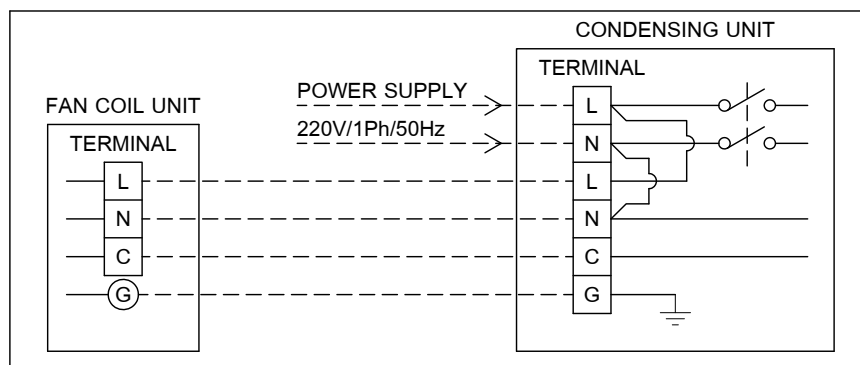 CONDENSING UNIT
TERMINAL
POWER SUPPLY
220V/1Ph/50Hz
L
N
L
N
C
G
FAN COIL UNIT
TERMINAL
L
N
C
G